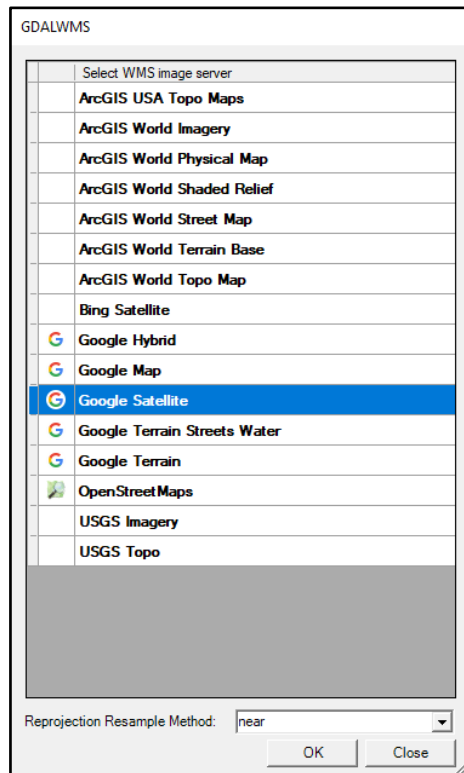 GDALWMS
Select WMS image server
ArcGIS USA Topo Maps
ArcGIS World Imagery
ArcGIS World Physical Map
ArcGIS World Shaded Relief
ArcGIS World Street Map
ArcGIS World Terrain Base
ArcGIS World Topo Map
Bing Satellite
Google Hybrid
Google Map
Google Satellite
Google Terrain Streets Water
Google Terrain
OpenStreetMaps
USGS Imagery
USGS Topo
Reprojection Resample Method: near
OK Close